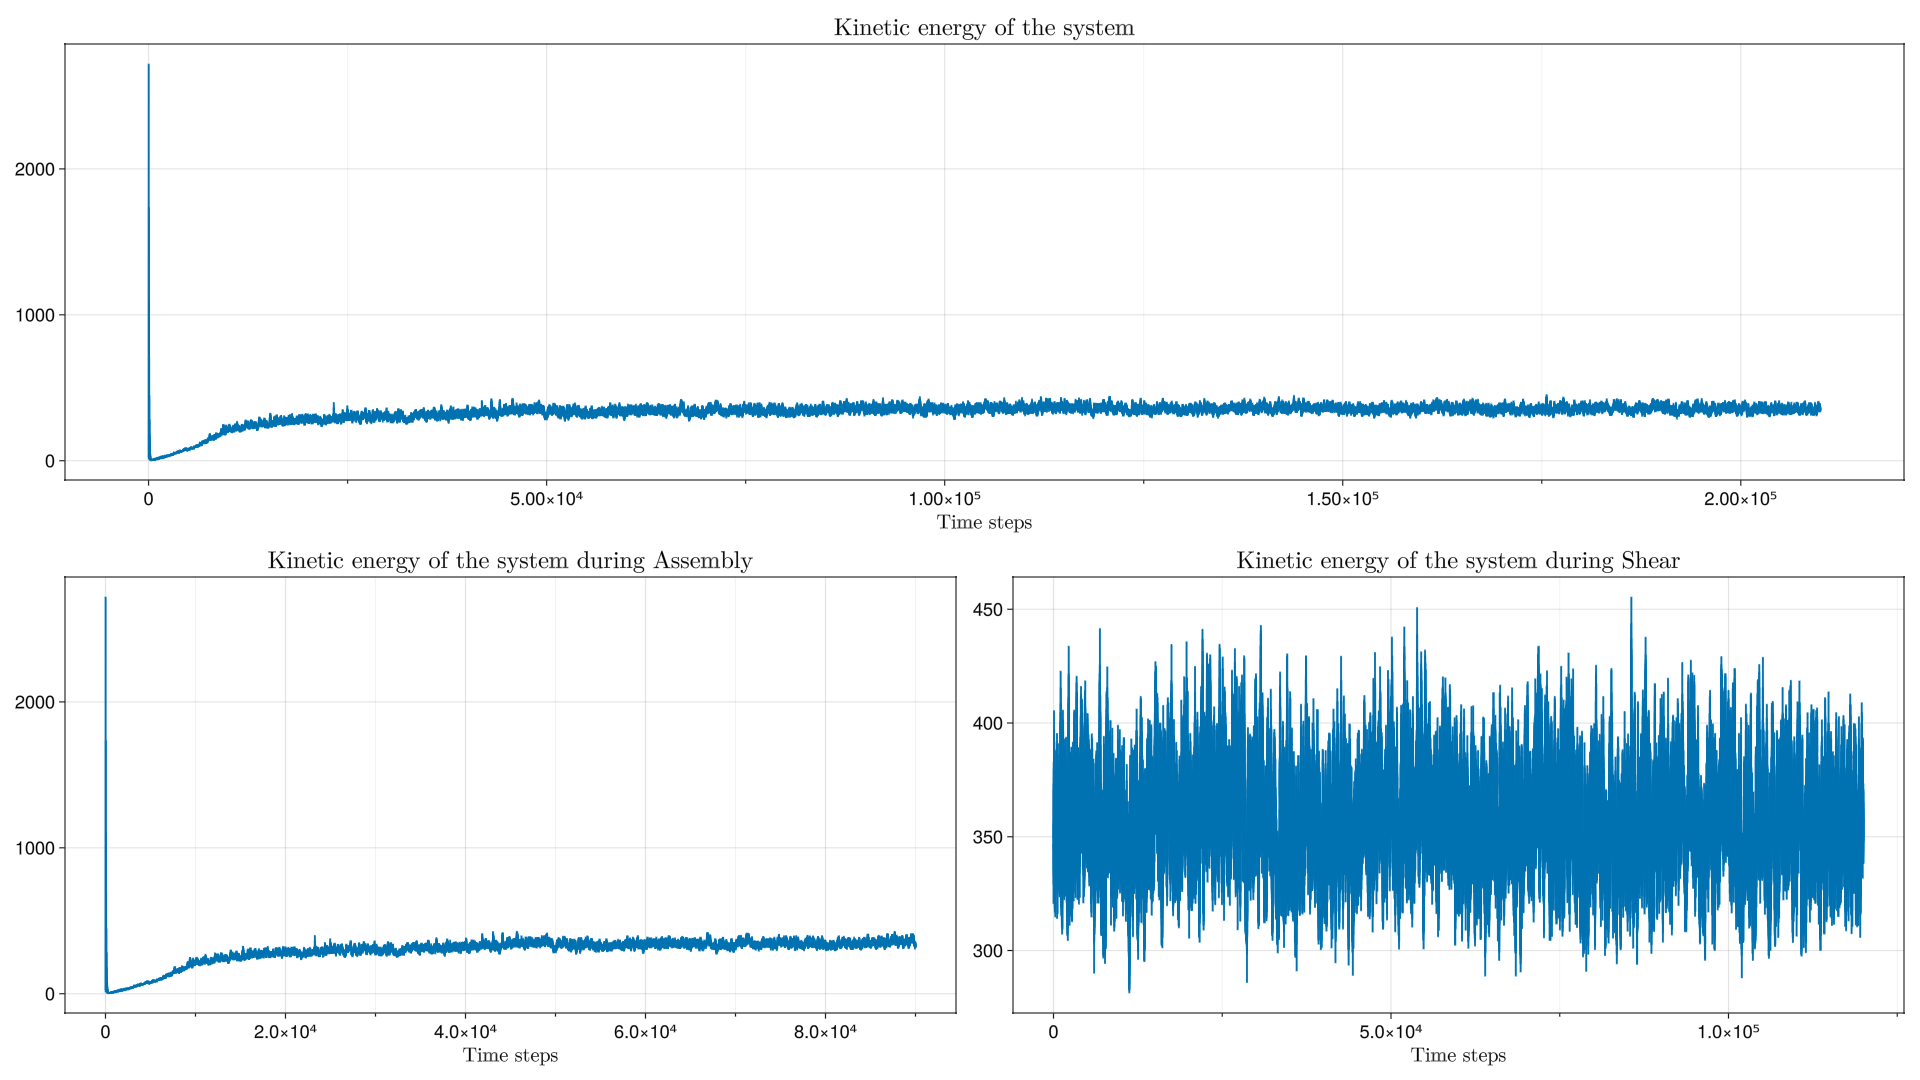 Kinetic energy of the system
2000
1000
0
0 5.00×10⁴ 1.00×10⁵ 1.50×10⁵ 2.00×10⁵
Time steps
Kinetic energy of the system during Assembly
2000
1000
0
0 2.0×10⁴ 4.0×10⁴ 6.0×10⁴ 8.0×10⁴
Time steps
Kinetic energy of the system during Shear
450
400
350
300
0 5.0×10⁴ 1.0×10⁵
Time steps